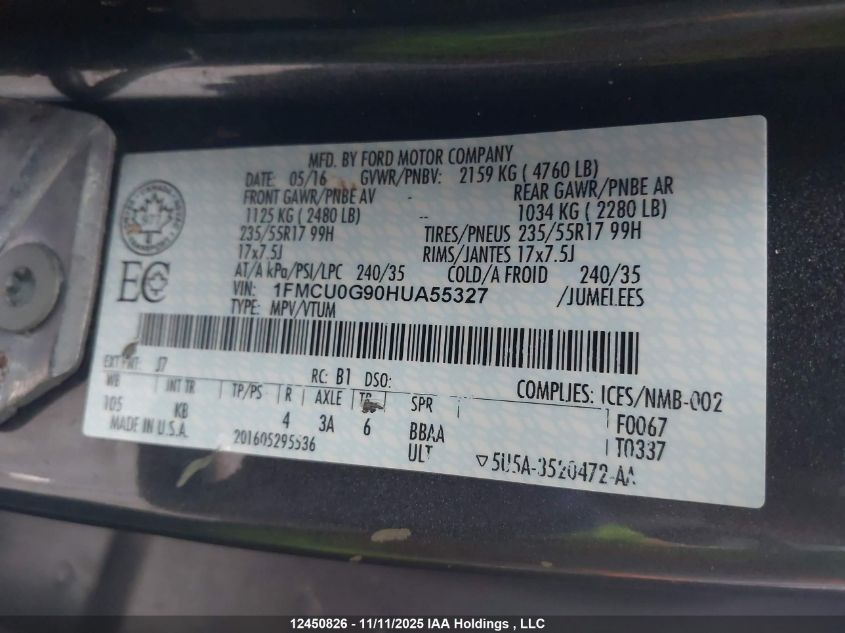 MFD. BY FORD MOTOR COMPANY
DATE: 05/16 GVWR/PNBV: 2159 KG ( 4760 LB)
FRONT GAWR/PNBE AV REAR GAWR/PNBE AR
1125 KG ( 2480 LB) -- 1034 KG ( 2280 LB)
235/55R17 99H TIRES/PNEUS 235/55R17 99H
17x7.5J RIMS/JANTES 17x7.5J
AT/A kPa/PSI/LPC 240/35 COLD/A FROID 240/35
VIN: 1FMCU0G90HUA55327 /JUMELEES
TYPE: MPV/VTUM
EC
EXT PNT: J7 RC: B1 DSO: COMPLIES: ICES/NMB-002
WB INT TR TP/PS R AXLE TR SPR F0067
105 KB 4 3A 6 BBAA T0337
MADE IN U.S.A. 201605295536 ULT ▽5U5A-3520472-AA
12450826 - 11/11/2025 IAA Holdings , LLC